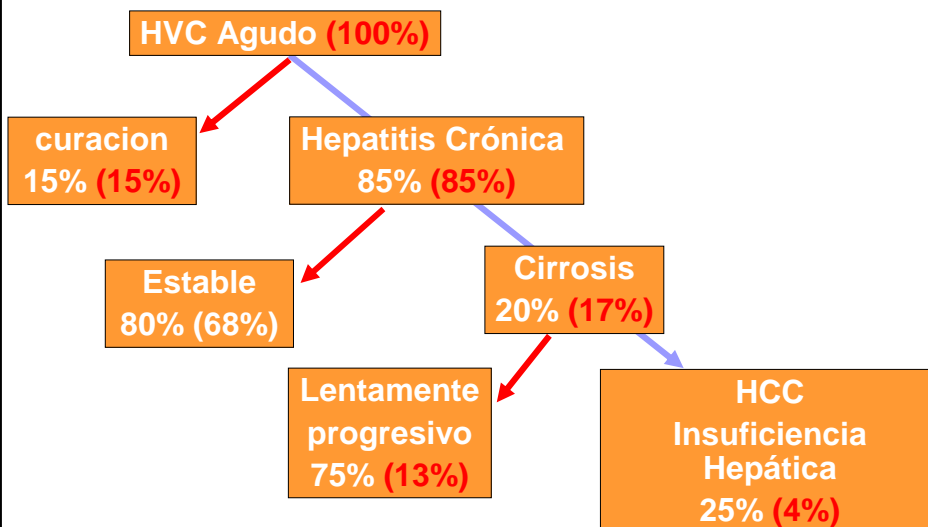 HVC Agudo (100%)
curacion
15% (15%)
Hepatitis Crónica
85% (85%)
Estable
80% (68%)
Cirrosis
20% (17%)
Lentamente
progresivo
75% (13%)
HCC
Insuficiencia
Hepática
25% (4%)